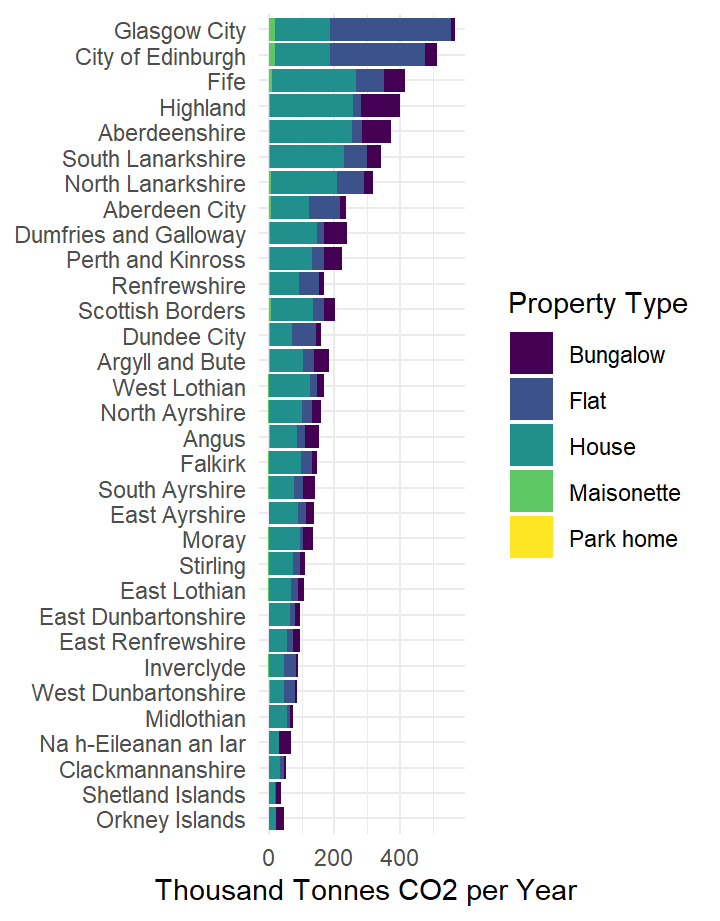 Glasgow City
City of Edinburgh
Fife
Highland
Aberdeenshire
South Lanarkshire
North Lanarkshire
Aberdeen City
Dumfries and Galloway
Perth and Kinross
Renfrewshire
Scottish Borders
Dundee City
Argyll and Bute
West Lothian
North Ayrshire
Angus
Falkirk
South Ayrshire
East Ayrshire
Moray
Stirling
East Lothian
East Dunbartonshire
East Renfrewshire
Inverclyde
West Dunbartonshire
Midlothian
Na h-Eileanan an Iar
Clackmannanshire
Shetland Islands
Orkney Islands
0 200 400
Thousand Tonnes CO2 per Year
Property Type
Bungalow
Flat
House
Maisonette
Park home